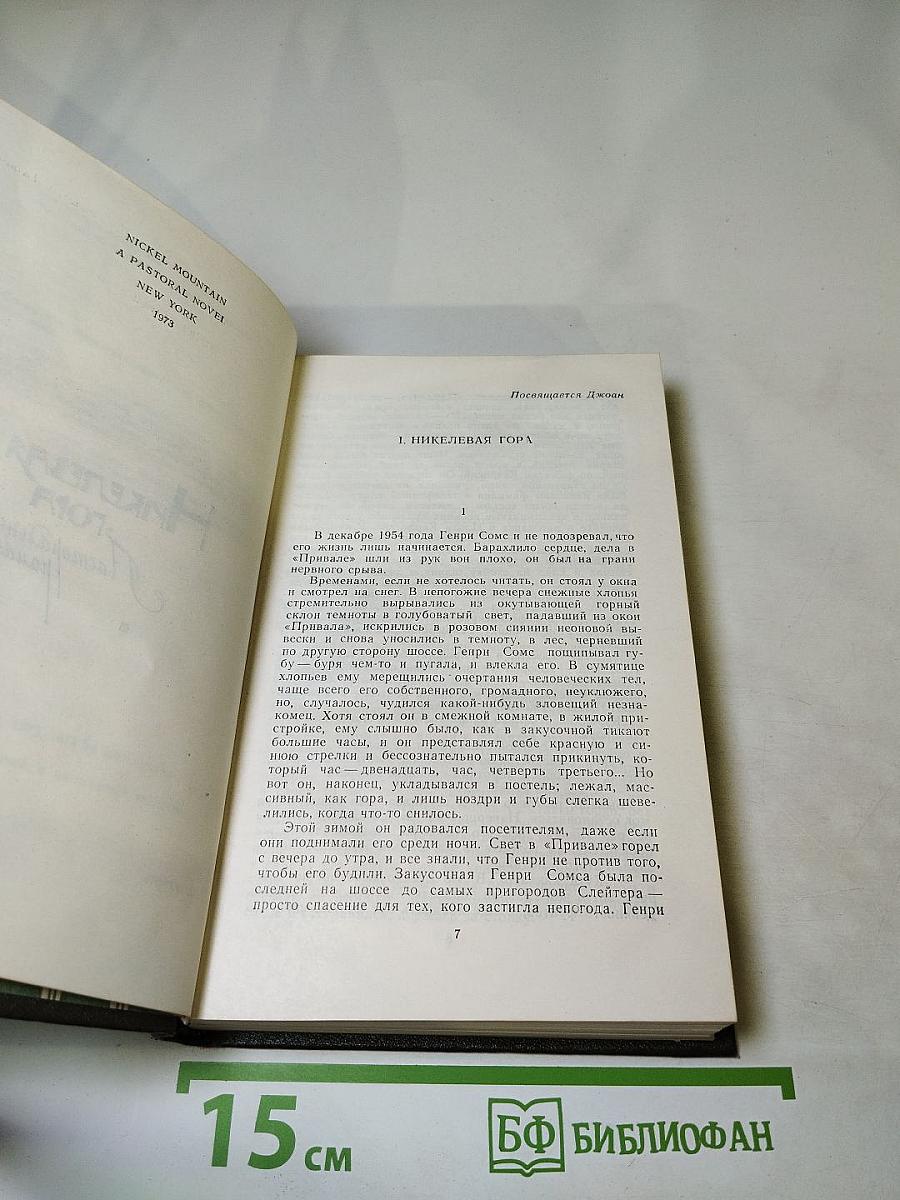 NICKEL MOUNTAIN
A PASTORAL NOVEL
NEW YORK
1973
Посвящается Джоан
I. НИКЕЛЕВАЯ ГОРА
1
В декабре 1954 года Генри Сомс и не подозревал, что
его жизнь лишь начинается. Барахлило сердце, дела в
«Привале» шли из рук вон плохо, он был на грани
нервного срыва.
Временами, если не хотелось читать, он стоял у окна
и смотрел на снег. В непогожие вечера снежные хлопья
стремительно вырывались из окутывающей горный
склон темноты в голубоватый свет, падавший из окон
«Привала», искрились в розовом сиянии неоновой вы-
вески и снова уносились в темноту, в лес, черневший
по другую сторону шоссе. Генри Сомс пощипывал гу-
бу — буря чем-то и пугала, и влекла его. В сумятице
хлопьев ему мерещились очертания человеческих тел,
чаще всего его собственного, громадного, неуклюжего,
но, случалось, чудился какой-нибудь зловещий незна-
комец. Хотя стоял он в смежной комнате, в жилой при-
стройке, ему слышно было, как в закусочной тикают
большие часы, и он представлял себе красную и си-
нюю стрелки и бессознательно пытался прикинуть, ко-
торый час — двенадцать, час, четверть третьего... Но
вот он, наконец, укладывался в постель; лежал, мас-
сивный, как гора, и лишь ноздри и губы слегка шеве-
лились, когда что-то снилось.
Этой зимой он радовался посетителям, даже если
они поднимали его среди ночи. Свет в «Привале» горел
с вечера до утра, и все знали, что Генри не против того,
чтобы его будили. Закусочная Генри Сомса была по-
следней на шоссе до самых пригородов Слейтера —
просто спасение для тех, кого застигла непогода. Генри
7
15 см
БФ БИБЛИОФАН